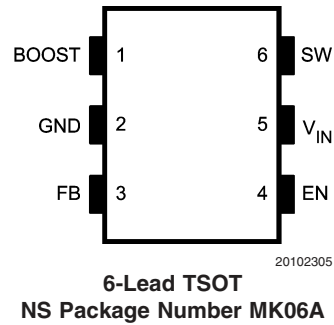 BOOST 1 6 SW
GND 2 5 VIN
FB 3 4 EN
20102305
6-Lead TSOT
NS Package Number MK06A